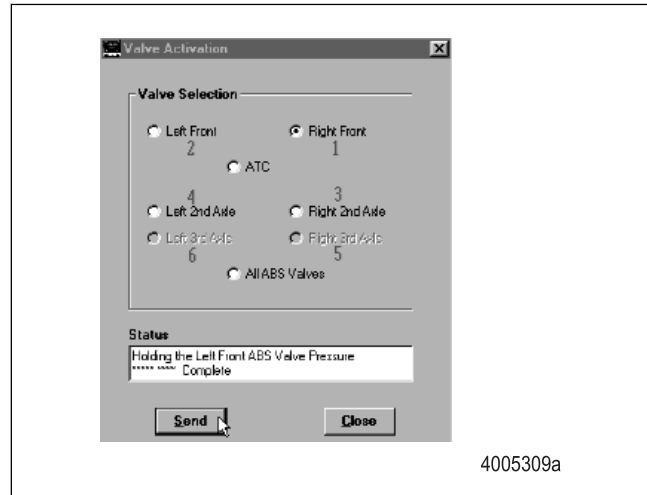 Valve Activation
Valve Selection
Left Front
Right Front
2
1
ATC
4
3
Left 2nd Axle
Right 2nd Axle
Left 3rd Axle
Right 3rd Axle
6
5
All ABS Valves
Status
Holding the Left Front ABS Valve Pressure
***** **** Complete
Send
Close
4005309a